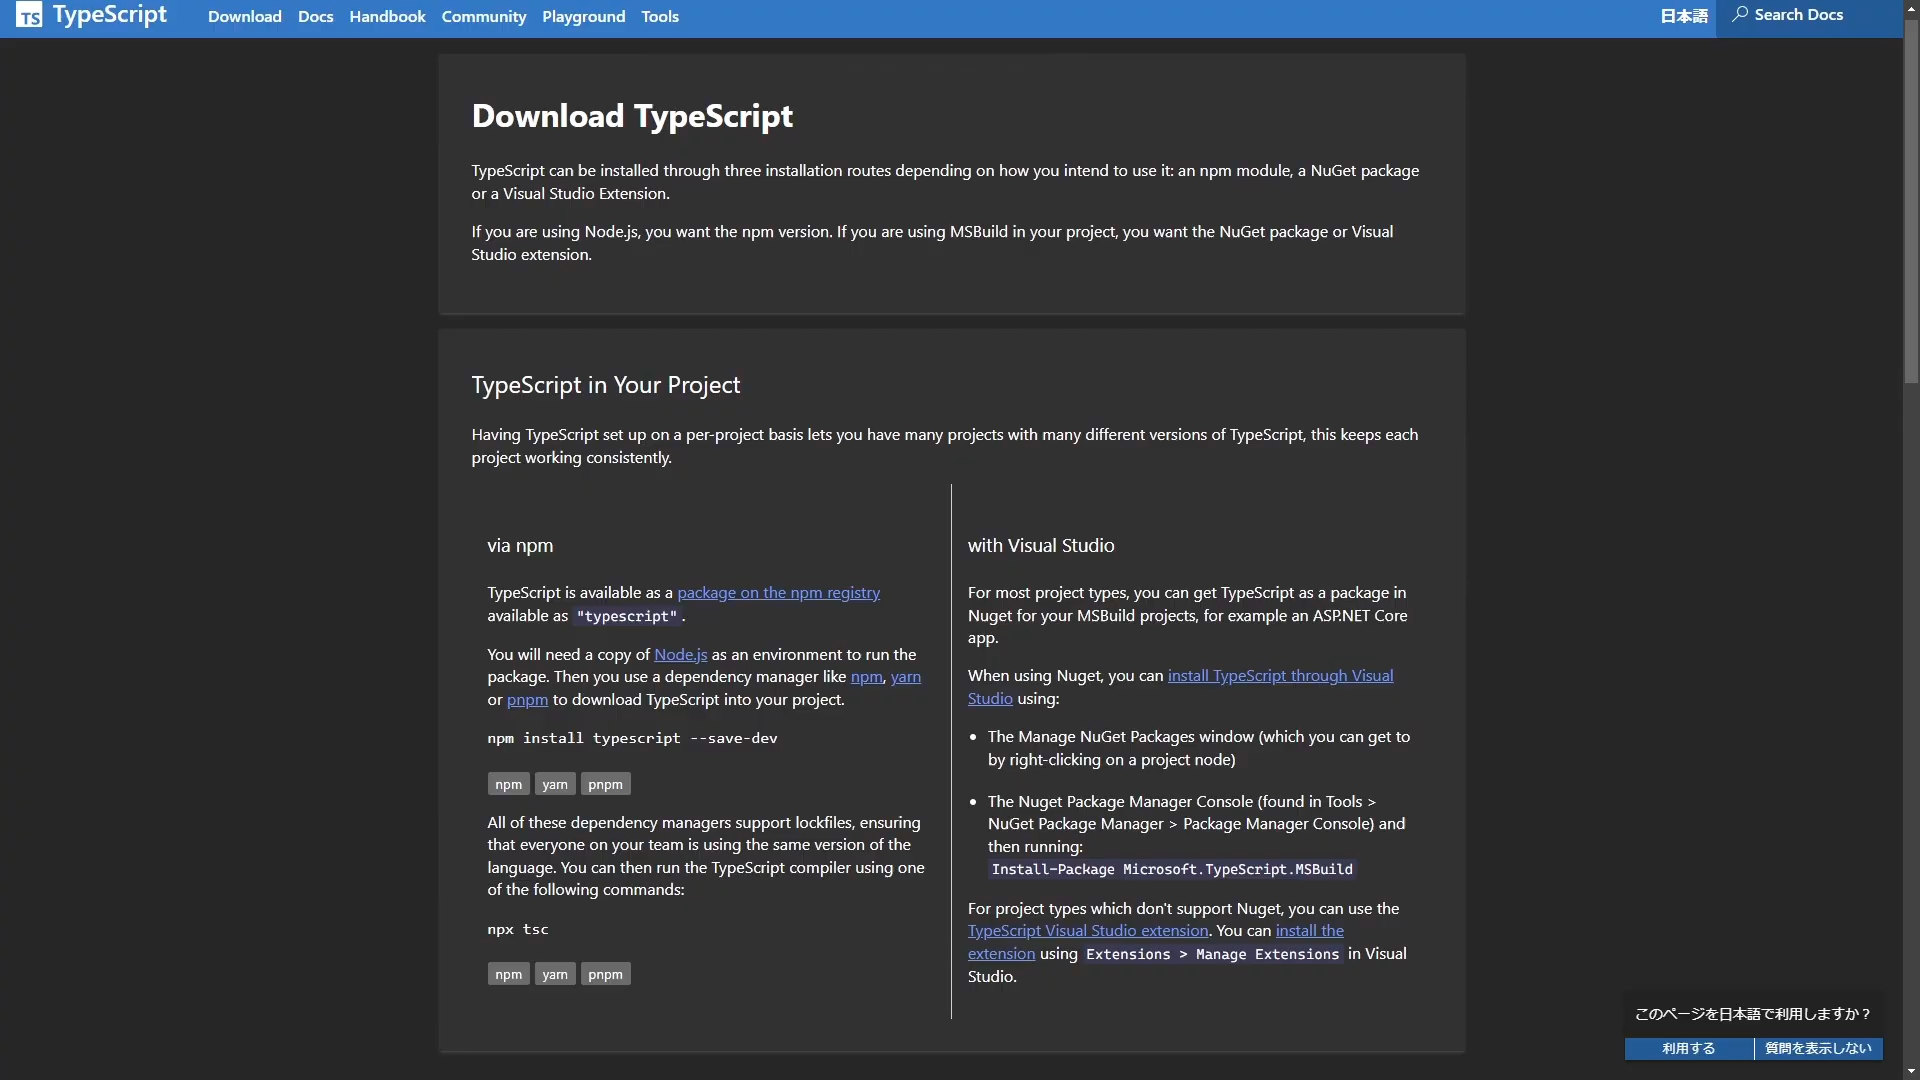 TS TypeScript
Download Docs Handbook Community Playground Tools
日本語
Search Docs
Download TypeScript
TypeScript can be installed through three installation routes depending on how you intend to use it: an npm module, a NuGet package
or a Visual Studio Extension.
If you are using Node.js, you want the npm version. If you are using MSBuild in your project, you want the NuGet package or Visual
Studio extension.
TypeScript in Your Project
Having TypeScript set up on a per-project basis lets you have many projects with many different versions of TypeScript, this keeps each
project working consistently.
via npm
TypeScript is available as a package on the npm registry
available as "typescript".
You will need a copy of Node.js as an environment to run the
package. Then you use a dependency manager like npm, yarn
or pnpm to download TypeScript into your project.
npm install typescript --save-dev
npm yarn pnpm
All of these dependency managers support lockfiles, ensuring
that everyone on your team is using the same version of the
language. You can then run the TypeScript compiler using one
of the following commands:
npx tsc
npm yarn pnpm
with Visual Studio
For most project types, you can get TypeScript as a package in
Nuget for your MSBuild projects, for example an ASP.NET Core
app.
When using Nuget, you can install TypeScript through Visual
Studio using:
• The Manage NuGet Packages window (which you can get to
by right-clicking on a project node)
• The Nuget Package Manager Console (found in Tools >
NuGet Package Manager > Package Manager Console) and
then running:
Install-Package Microsoft.TypeScript.MSBuild
For project types which don't support Nuget, you can use the
TypeScript Visual Studio extension. You can install the
extension using Extensions > Manage Extensions in Visual
Studio.
このページを日本語で利用しますか？
利用する 質問を表示しない